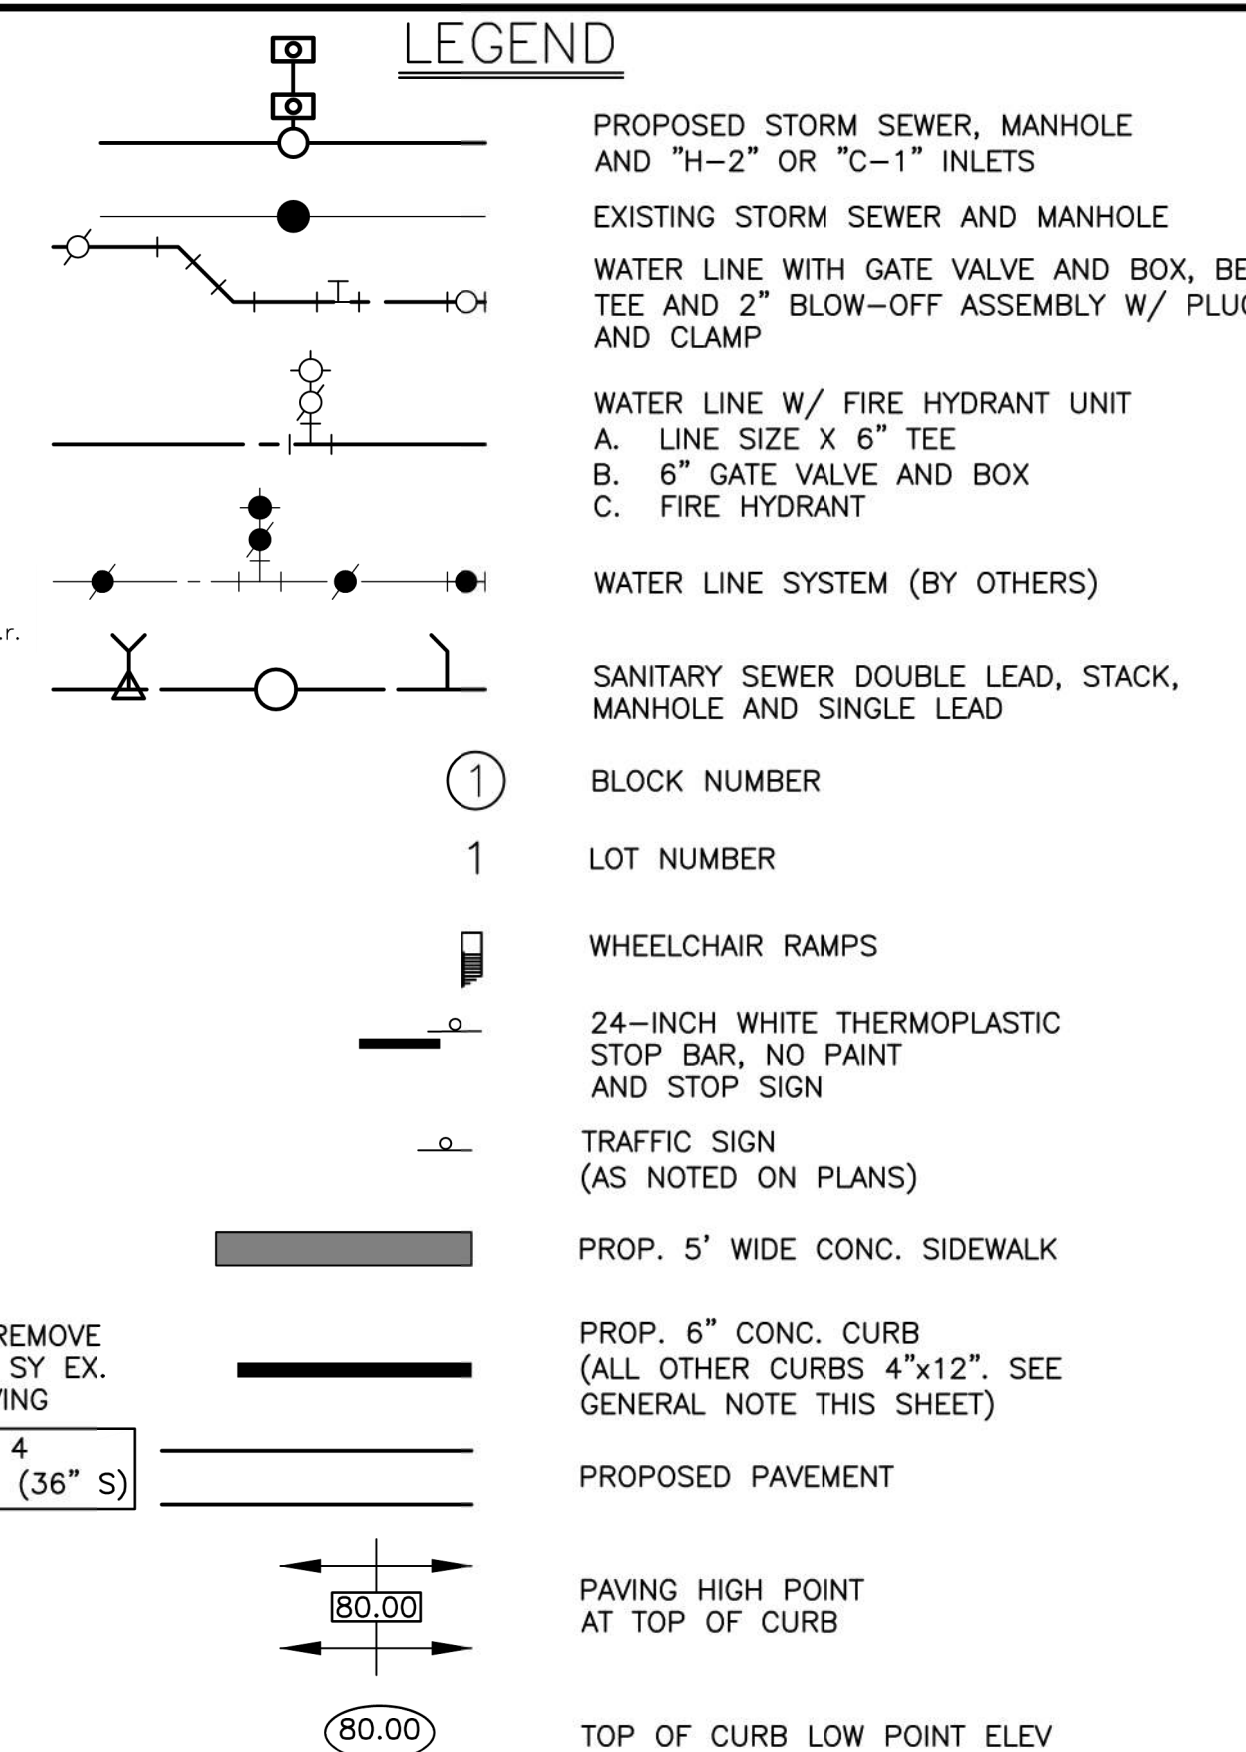 LEGEND
PROPOSED STORM SEWER, MANHOLE
AND "H-2" OR "C-1" INLETS
EXISTING STORM SEWER AND MANHOLE
WATER LINE WITH GATE VALVE AND BOX,
TEE AND 2" BLOW-OFF ASSEMBLY W/
AND CLAMP
WATER LINE W/ FIRE HYDRANT UNIT
A. LINE SIZE X 6" TEE
B. 6" GATE VALVE AND BOX
C. FIRE HYDRANT
WATER LINE SYSTEM (BY OTHERS)
.r.
SANITARY SEWER DOUBLE LEAD, STACK,
MANHOLE AND SINGLE LEAD
1 BLOCK NUMBER
1 LOT NUMBER
WHEELCHAIR RAMPS
24-INCH WHITE THERMOPLASTIC
STOP BAR, NO PAINT
AND STOP SIGN
TRAFFIC SIGN
(AS NOTED ON PLANS)
PROP. 5' WIDE CONC. SIDEWALK
REMOVE
SY EX.
PROP. 6" CONC. CURB
(ALL OTHER CURBS 4"x12". SEE
GENERAL NOTE THIS SHEET)
4
(36" S)
PROPOSED PAVEMENT
80.00
PAVING HIGH POINT
AT TOP OF CURB
80.00 TOP OF CURB LOW POINT ELEV